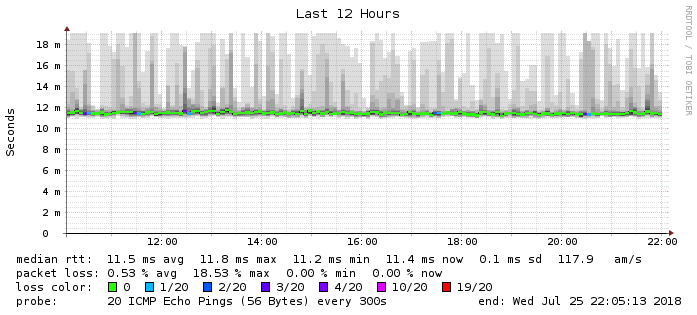 Last 12 Hours
RRDTOOL / TOBI OETIKER
Seconds
18 m
16 m
14 m
12 m
10 m
8 m
6 m
4 m
2 m
0
12:00 14:00 16:00 18:00 20:00 22:00
median rtt: 11.5 ms avg 11.8 ms max 11.2 ms min 11.4 ms now 0.1 ms sd 117.9 am/s
packet loss: 0.53 % avg 18.53 % max 0.00 % min 0.00 % now
loss color: 0 1/20 2/20 3/20 4/20 10/20 19/20
probe: 20 ICMP Echo Pings (56 Bytes) every 300s end: Wed Jul 25 22:05:13 2018